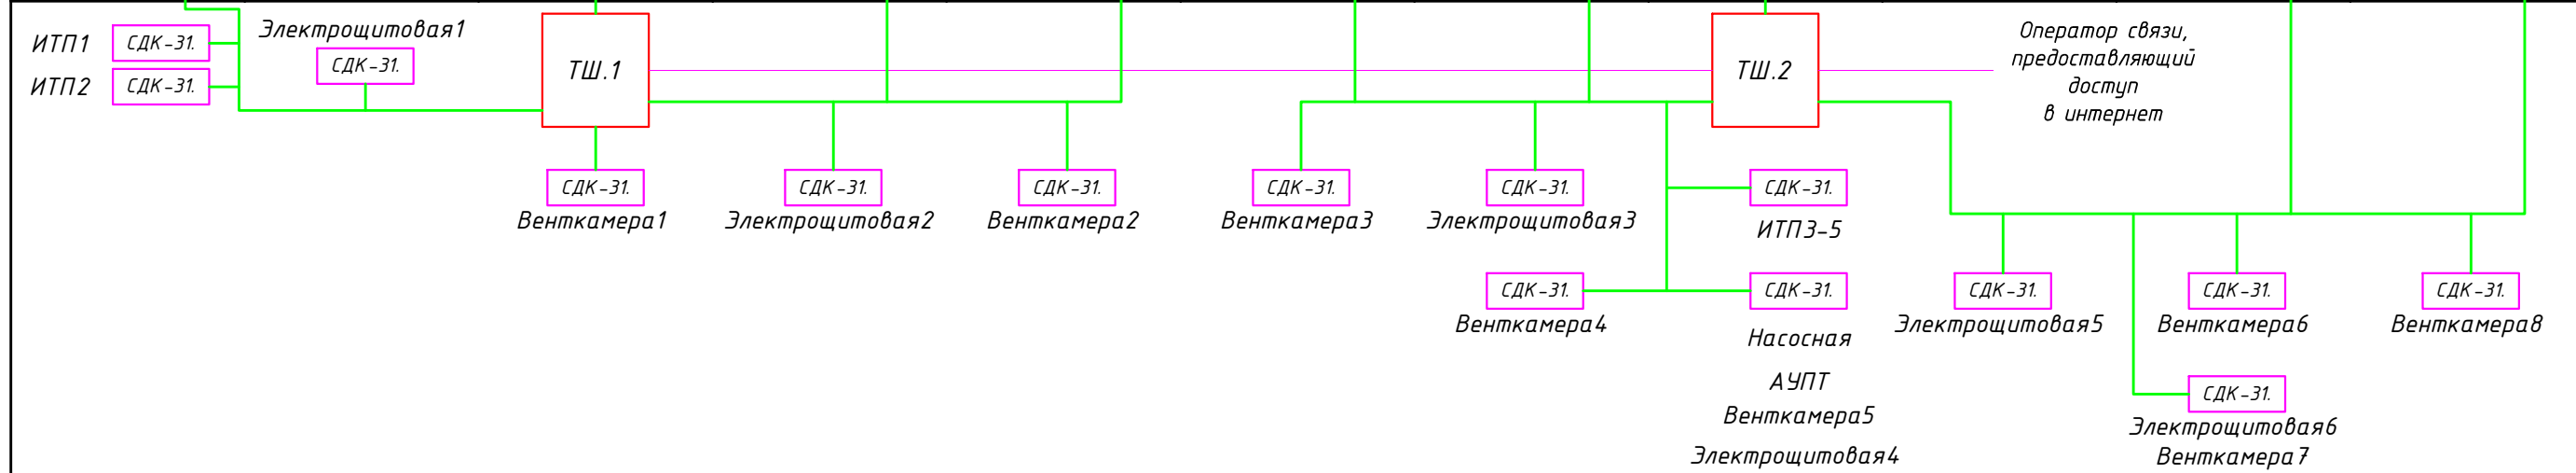 ИТП1
СДК-31.
ИТП2
СДК-31.
Электрощитовая1
СДК-31.
ТШ.1
ТШ.2
Оператор связи,
предоставляющий
доступ
в интернет
СДК-31.
Венткамера1
СДК-31.
Электрощитовая2
СДК-31.
Венткамера2
СДК-31.
Венткамера3
СДК-31.
Электрощитовая3
СДК-31.
ИТП3-5
СДК-31.
Венткамера4
СДК-31.
Насосная
АУПТ
Венткамера5
Электрощитовая4
СДК-31.
Электрощитовая5
СДК-31.
Венткамера6
СДК-31.
Венткамера8
СДК-31.
Электрощитовая6
Венткамера7